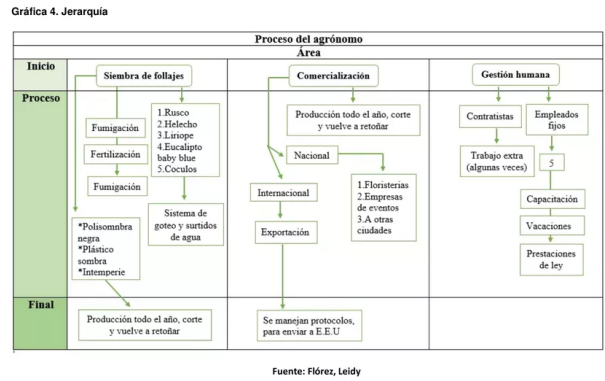 Gráfica 4. Jerarquía
Proceso del agrónomo
Área
Inicio
Siembra de follajes
Comercialización
Gestión humana
Proceso
Fumigación
Fertilización
Fumigación
1.Rusco
2.Helecho
3.Liriope
4.Eucalipto
baby blue
5.Coculos
Sistema de
goteo y surtidos
de agua
*Polisomnbra
negra
*Plástico
sombra
*Intemperie
Producción todo el año, corte
y vuelve a retoñar
Nacional
Internacional
Exportación
1.Floristerias
2.Empresas
de eventos
3.A otras
ciudades
Contratistas
Trabajo extra
(algunas veces)
Empleados
fijos
5
Capacitación
Vacaciones
Prestaciones
de ley
Final
Producción todo el año, corte
y vuelve a retoñar
Se manejan protocolos,
para enviar a E.E.U
Fuente: Flórez, Leidy